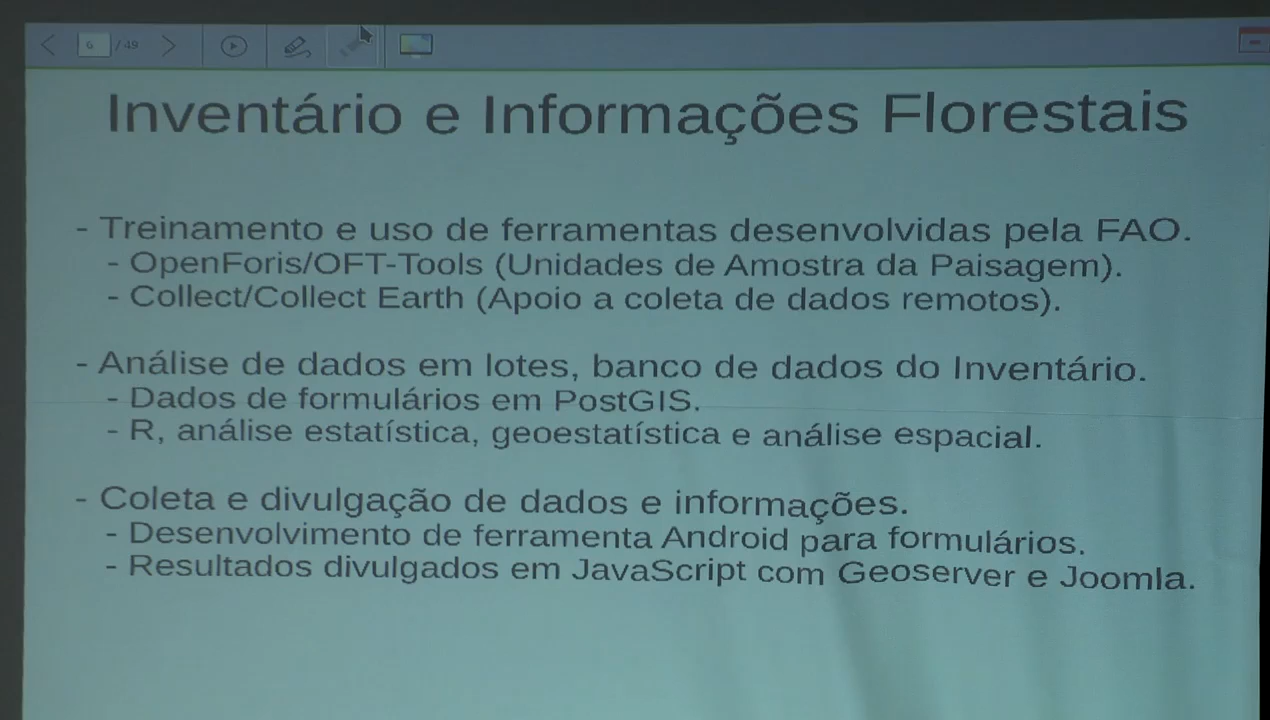 6 / 49
Inventário e Informações Florestais
- Treinamento e uso de ferramentas desenvolvidas pela FAO.
- OpenForis/OFT-Tools (Unidades de Amostra da Paisagem).
- Collect/Collect Earth (Apoio a coleta de dados remotos).
- Análise de dados em lotes, banco de dados do Inventário.
- Dados de formulários em PostGIS.
- R, análise estatística, geoestatística e análise espacial.
- Coleta e divulgação de dados e informações.
- Desenvolvimento de ferramenta Android para formulários.
- Resultados divulgados em JavaScript com Geoserver e Joomla.